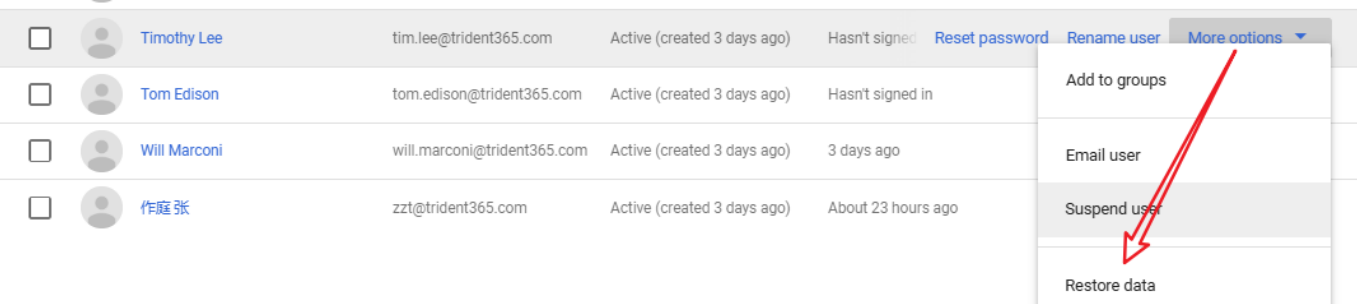 Timothy Lee tim.lee@trident365.com Active (created 3 days ago) Hasn't signed Reset password Rename user More options
Add to groups
Tom Edison tom.edison@trident365.com Active (created 3 days ago) Hasn't signed in
Will Marconi will.marconi@trident365.com Active (created 3 days ago) 3 days ago
Email user
作庭 张 zzt@trident365.com Active (created 3 days ago) About 23 hours ago
Suspend user
Restore data